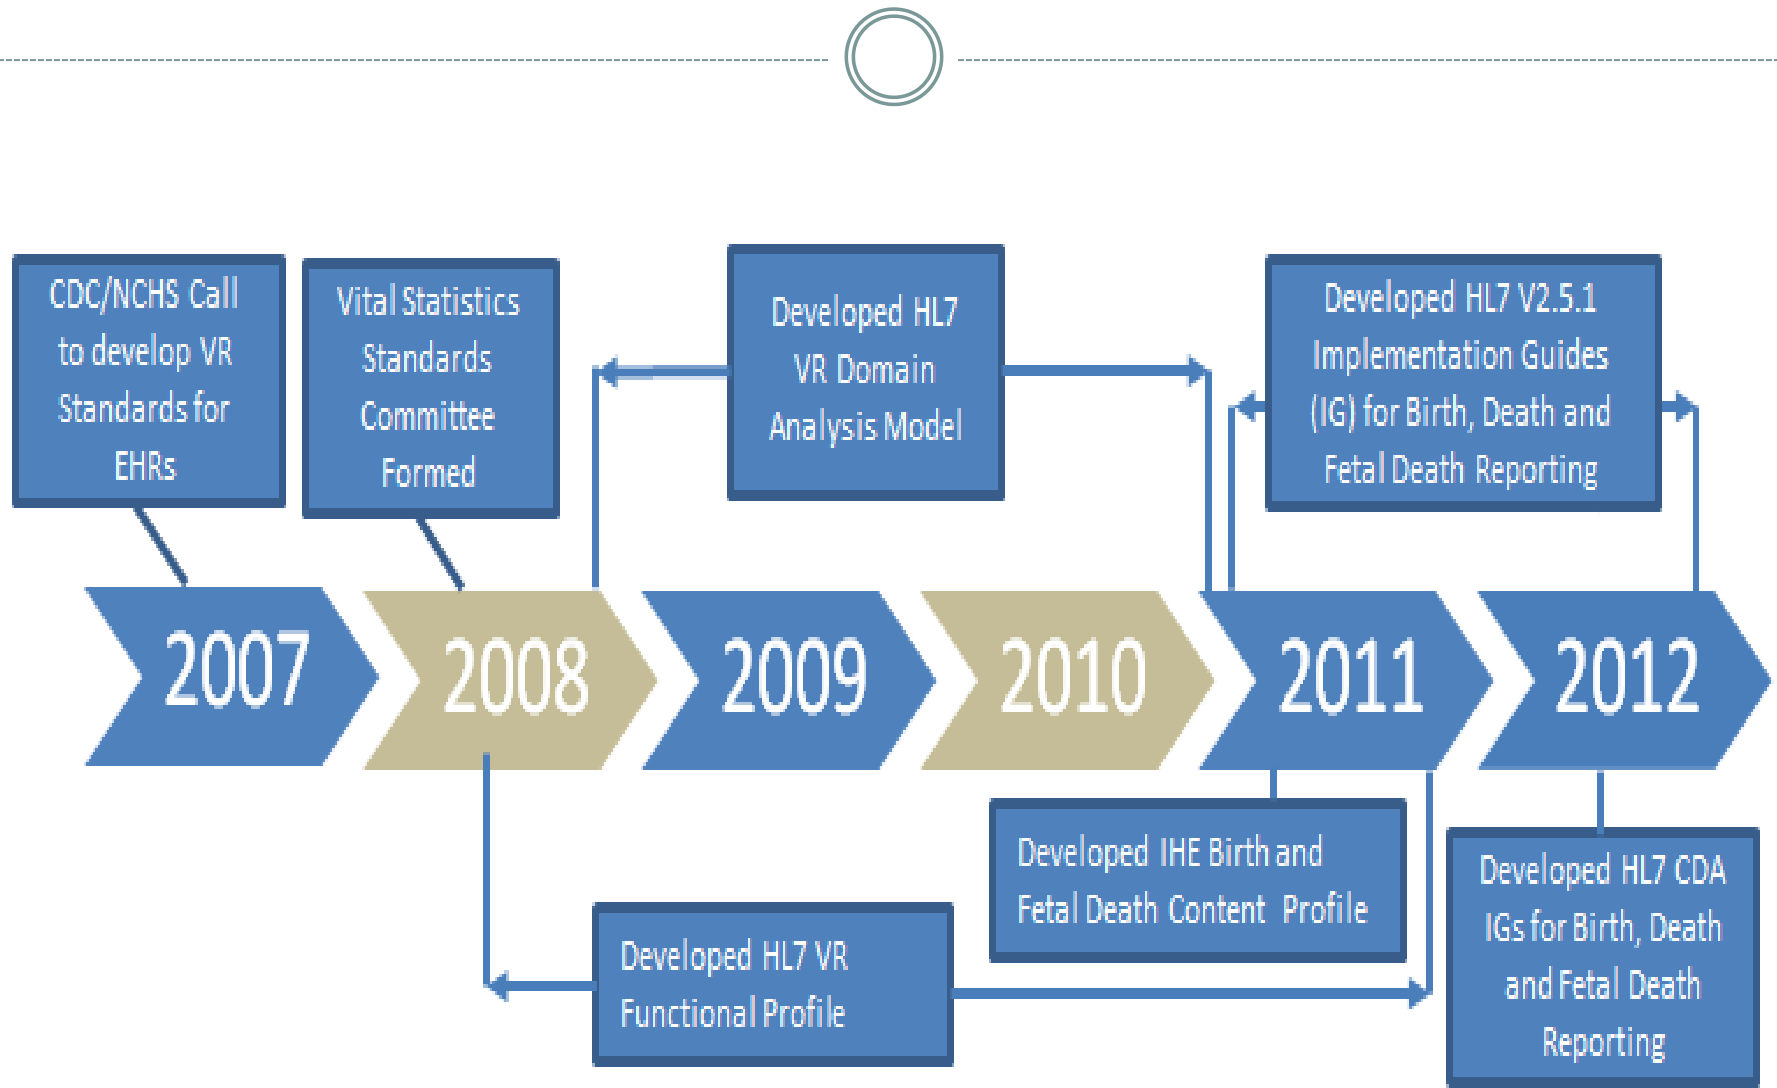 CDC/NCHS Call
to develop VR
Standards for
EHRs
Vital Statistics
Standards
Committee
Formed
Developed HL7
VR Domain
Analysis Model
Developed HL7 V2.5.1
Implementation Guides
(IG) for Birth, Death and
Fetal Death Reporting
2007
2008
2009
2010
2011
2012
Developed HL7 VR
Functional Profile
Developed IHE Birth and
Fetal Death Content Profile
Developed HL7 CDA
IGs for Birth, Death
and Fetal Death
Reporting